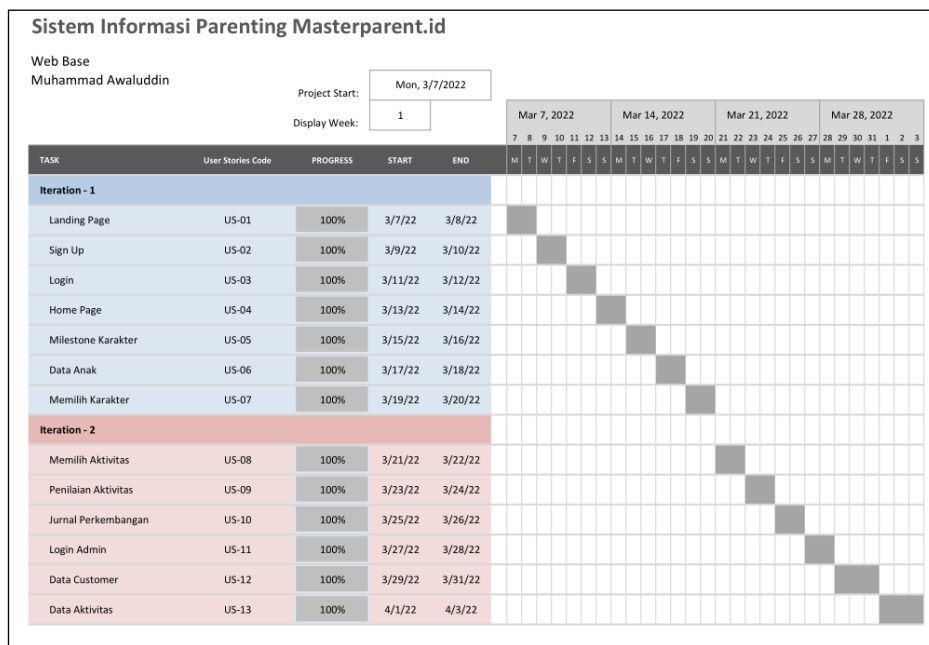 Sistem Informasi Parenting Masterparent.id
Web Base
Muhammad Awaluddin
Project Start: Mon, 3/7/2022
Display Week: 1
Mar 7, 2022 Mar 14, 2022 Mar 21, 2022 Mar 28, 2022
7 8 9 10 11 12 13 14 15 16 17 18 19 20 21 22 23 24 25 26 27 28 29 30 31 1 2 3
TASK User Stories Code PROGRESS START END M T W T F S S M T W T F S S M T W T F S S M T W T F S S
Iteration - 1
Landing Page US-01 100% 3/7/22 3/8/22
Sign Up US-02 100% 3/9/22 3/10/22
Login US-03 100% 3/11/22 3/12/22
Home Page US-04 100% 3/13/22 3/14/22
Milestone Karakter US-05 100% 3/15/22 3/16/22
Data Anak US-06 100% 3/17/22 3/18/22
Memilih Karakter US-07 100% 3/19/22 3/20/22
Iteration - 2
Memilih Aktivitas US-08 100% 3/21/22 3/22/22
Penilaian Aktivitas US-09 100% 3/23/22 3/24/22
Jurnal Perkembangan US-10 100% 3/25/22 3/26/22
Login Admin US-11 100% 3/27/22 3/28/22
Data Customer US-12 100% 3/29/22 3/31/22
Data Aktivitas US-13 100% 4/1/22 4/3/22